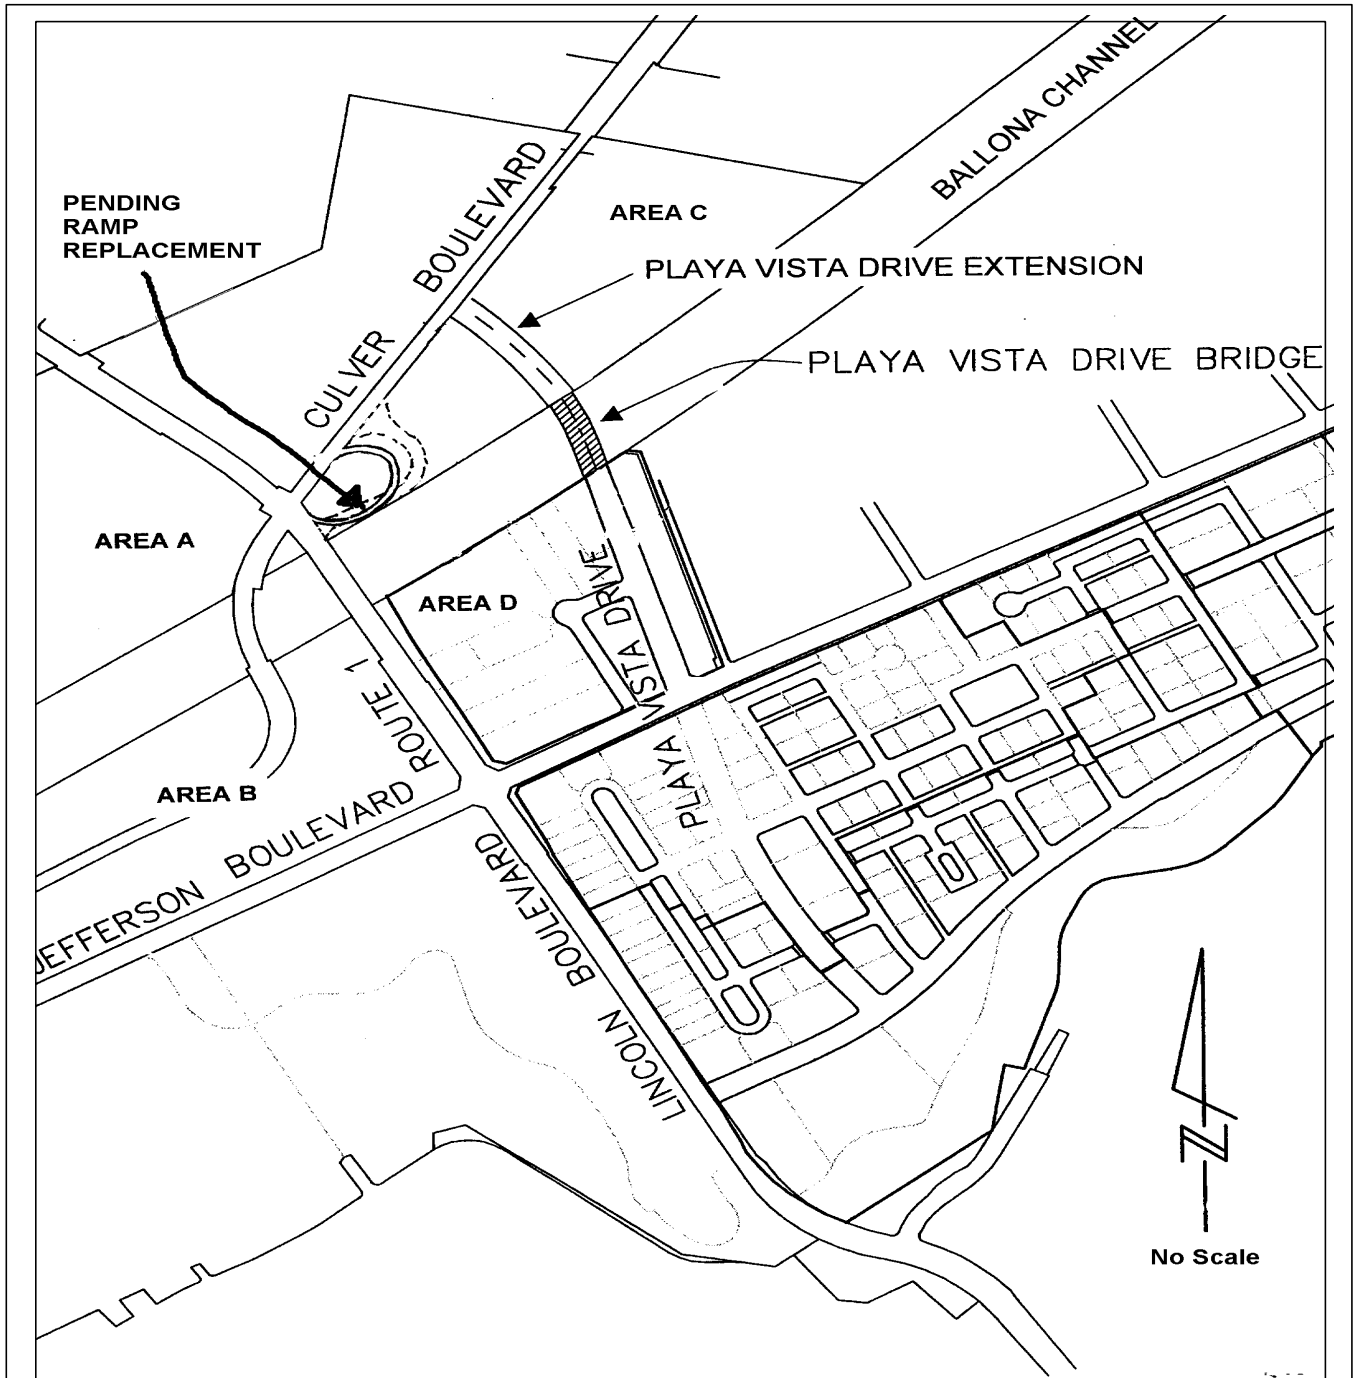 BALLONA CHANNEL
PENDING
RAMP
REPLACEMENT
CULVER BOULEVARD
AREA C
PLAYA VISTA DRIVE EXTENSION
PLAYA VISTA DRIVE BRIDGE
AREA A
AREA D
PLAYA VISTA DRIVE
ROUTE 1
AREA B
JEFFERSON BOULEVARD
LINCOLN BOULEVARD
N
No Scale